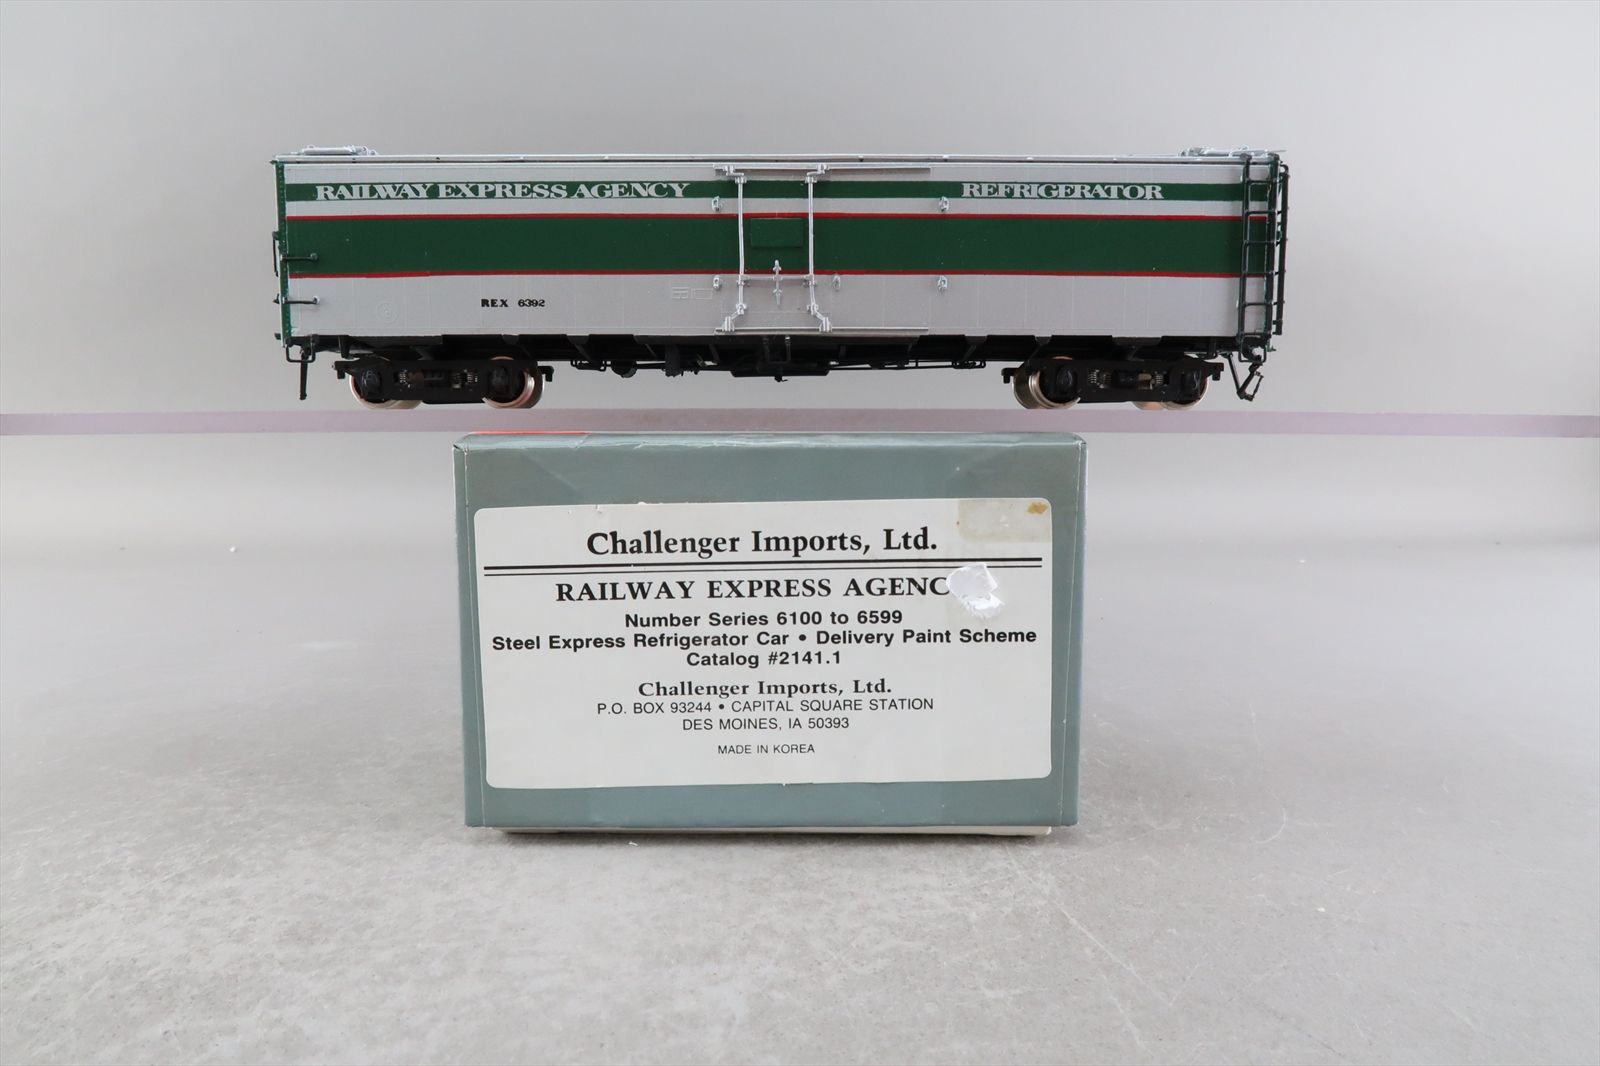 RAILWAY EXPRESS AGENCY REFRIGERATOR
REX 6392
Challenger Imports, Ltd.
RAILWAY EXPRESS AGENC
Number Series 6100 to 6599
Steel Express Refrigerator Car • Delivery Paint Scheme
Catalog #2141.1
Challenger Imports, Ltd.
P.O. BOX 93244 • CAPITAL SQUARE STATION
DES MOINES, IA 50393
MADE IN KOREA